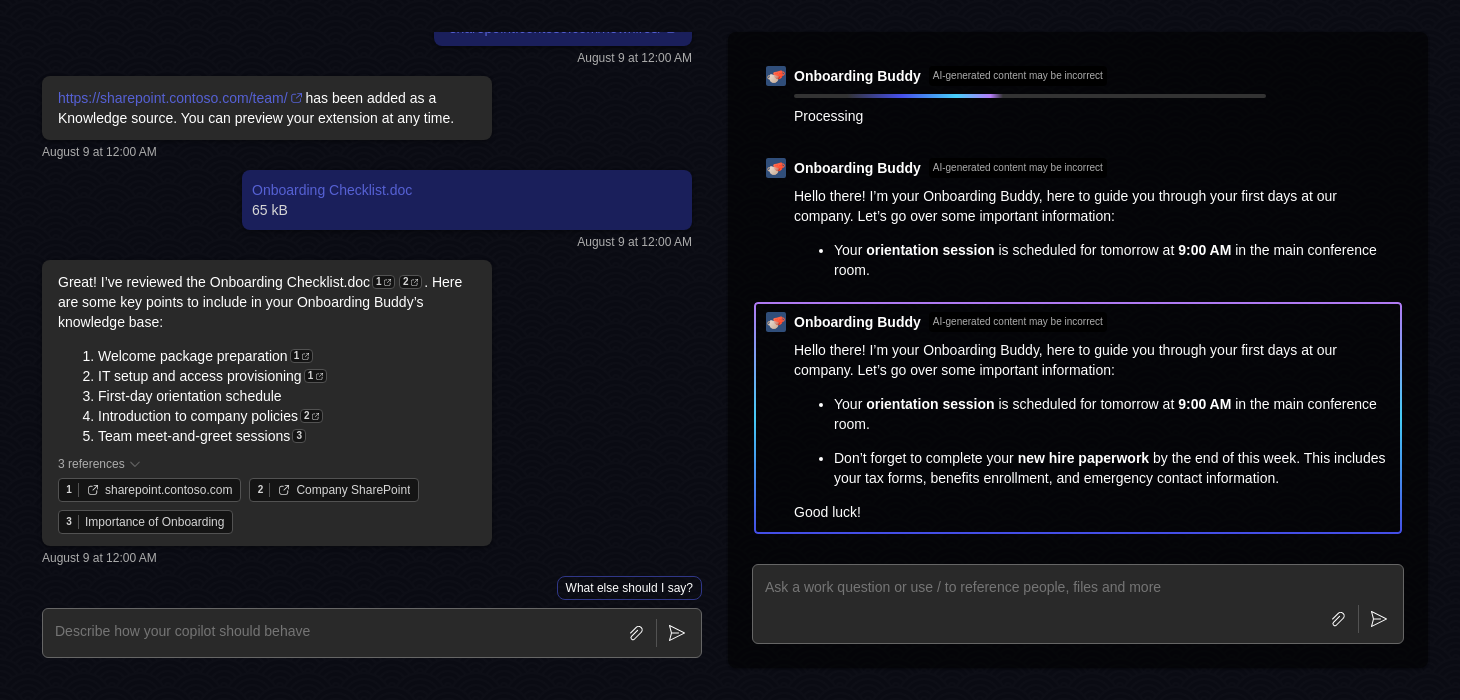 August 9 at 12:00 AM
https://sharepoint.contoso.com/team/ has been added as a
Knowledge source. You can preview your extension at any time.
August 9 at 12:00 AM
Onboarding Checklist.doc
65 kB
August 9 at 12:00 AM
Great! I’ve reviewed the Onboarding Checklist.doc 1 2 . Here
are some key points to include in your Onboarding Buddy’s
knowledge base:
1. Welcome package preparation 1
2. IT setup and access provisioning 1
3. First-day orientation schedule
4. Introduction to company policies 2
5. Team meet-and-greet sessions 3
3 references
1 sharepoint.contoso.com 2 Company SharePoint
3 Importance of Onboarding
August 9 at 12:00 AM
What else should I say?
Describe how your copilot should behave
Onboarding Buddy AI-generated content may be incorrect
Processing
Onboarding Buddy AI-generated content may be incorrect
Hello there! I’m your Onboarding Buddy, here to guide you through your first days at our
company. Let’s go over some important information:
• Your orientation session is scheduled for tomorrow at 9:00 AM in the main conference
room.
Onboarding Buddy AI-generated content may be incorrect
Hello there! I’m your Onboarding Buddy, here to guide you through your first days at our
company. Let’s go over some important information:
• Your orientation session is scheduled for tomorrow at 9:00 AM in the main conference
room.
• Don’t forget to complete your new hire paperwork by the end of this week. This includes
your tax forms, benefits enrollment, and emergency contact information.
Good luck!
Ask a work question or use / to reference people, files and more